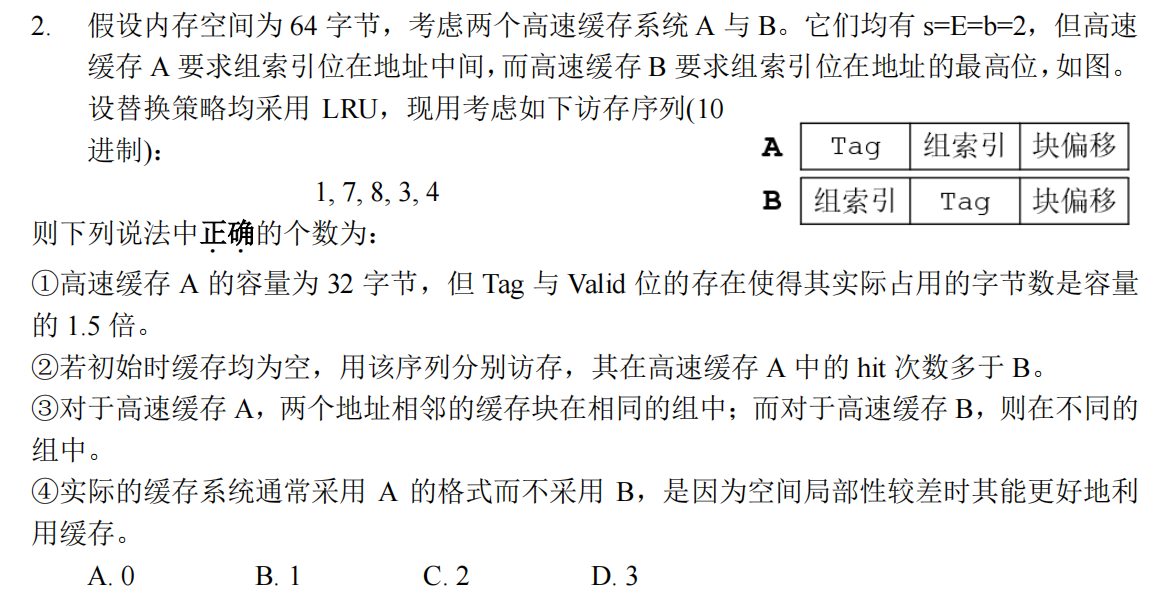 2. 假设内存空间为 64 字节，考虑两个高速缓存系统 A 与 B。它们均有 s=E=b=2，但高速
缓存 A 要求组索引位在地址中间，而高速缓存 B 要求组索引位在地址的最高位，如图。
设替换策略均采用 LRU，现用考虑如下访存序列(10
进制)：
1, 7, 8, 3, 4
A Tag 组索引 块偏移
B 组索引 Tag 块偏移
则下列说法中正确的个数为：
①高速缓存 A 的容量为 32 字节，但 Tag 与 Valid 位的存在使得其实际占用的字节数是容量
的 1.5 倍。
②若初始时缓存均为空，用该序列分别访存，其在高速缓存 A 中的 hit 次数多于 B。
③对于高速缓存 A，两个地址相邻的缓存块在相同的组中；而对于高速缓存 B，则在不同的
组中。
④实际的缓存系统通常采用 A 的格式而不采用 B，是因为空间局部性较差时其能更好地利
用缓存。
A. 0 B. 1 C. 2 D. 3